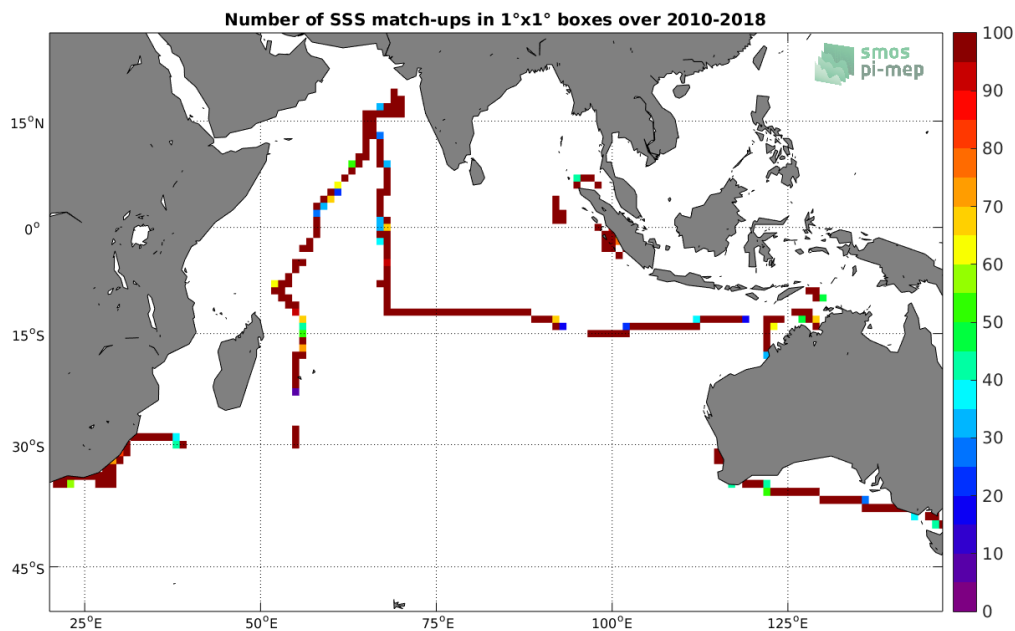 Number of SSS match-ups in 1°x1° boxes over 2010-2018
smos
pi-mep
100
90
80
70
60
50
40
30
20
10
0
15°N
0°
15°S
30°S
45°S
25°E
50°E
75°E
100°E
125°E